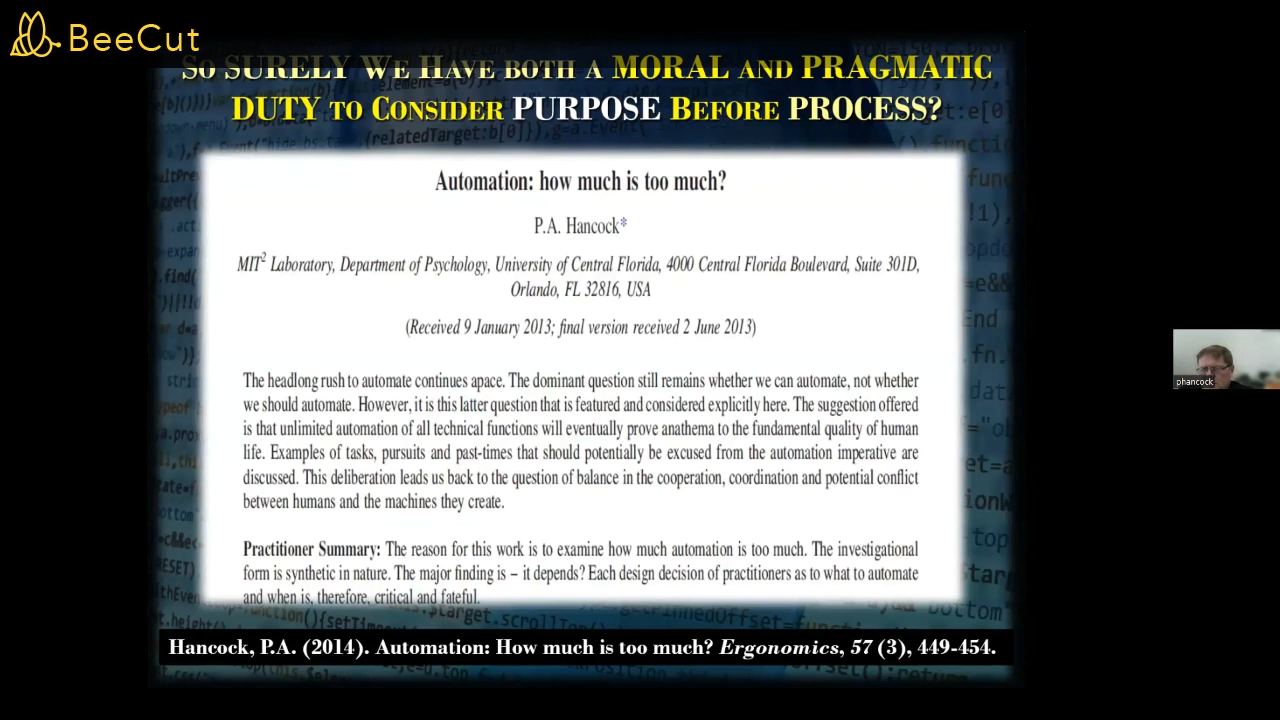 BeeCut
So Surely We Have both a MORAL and PRAGMATIC
DUTY to Consider PURPOSE Before PROCESS?
Automation: how much is too much?
P.A. Hancock*
MIT² Laboratory, Department of Psychology, University of Central Florida, 4000 Central Florida Boulevard, Suite 301D,
Orlando, FL 32816, USA
(Received 9 January 2013; final version received 2 June 2013)
The headlong rush to automate continues apace. The dominant question still remains whether we can automate, not whether
we should automate. However, it is this latter question that is featured and considered explicitly here. The suggestion offered
is that unlimited automation of all technical functions will eventually prove anathema to the fundamental quality of human
life. Examples of tasks, pursuits and past-times that should potentially be excused from the automation imperative are
discussed. This deliberation leads us back to the question of balance in the cooperation, coordination and potential conflict
between humans and the machines they create.
Practitioner Summary: The reason for this work is to examine how much automation is too much. The investigational
form is synthetic in nature. The major finding is – it depends? Each design decision of practitioners as to what to automate
and when is, therefore, critical and fateful.
Hancock, P.A. (2014). Automation: How much is too much? Ergonomics, 57 (3), 449-454.
phancock